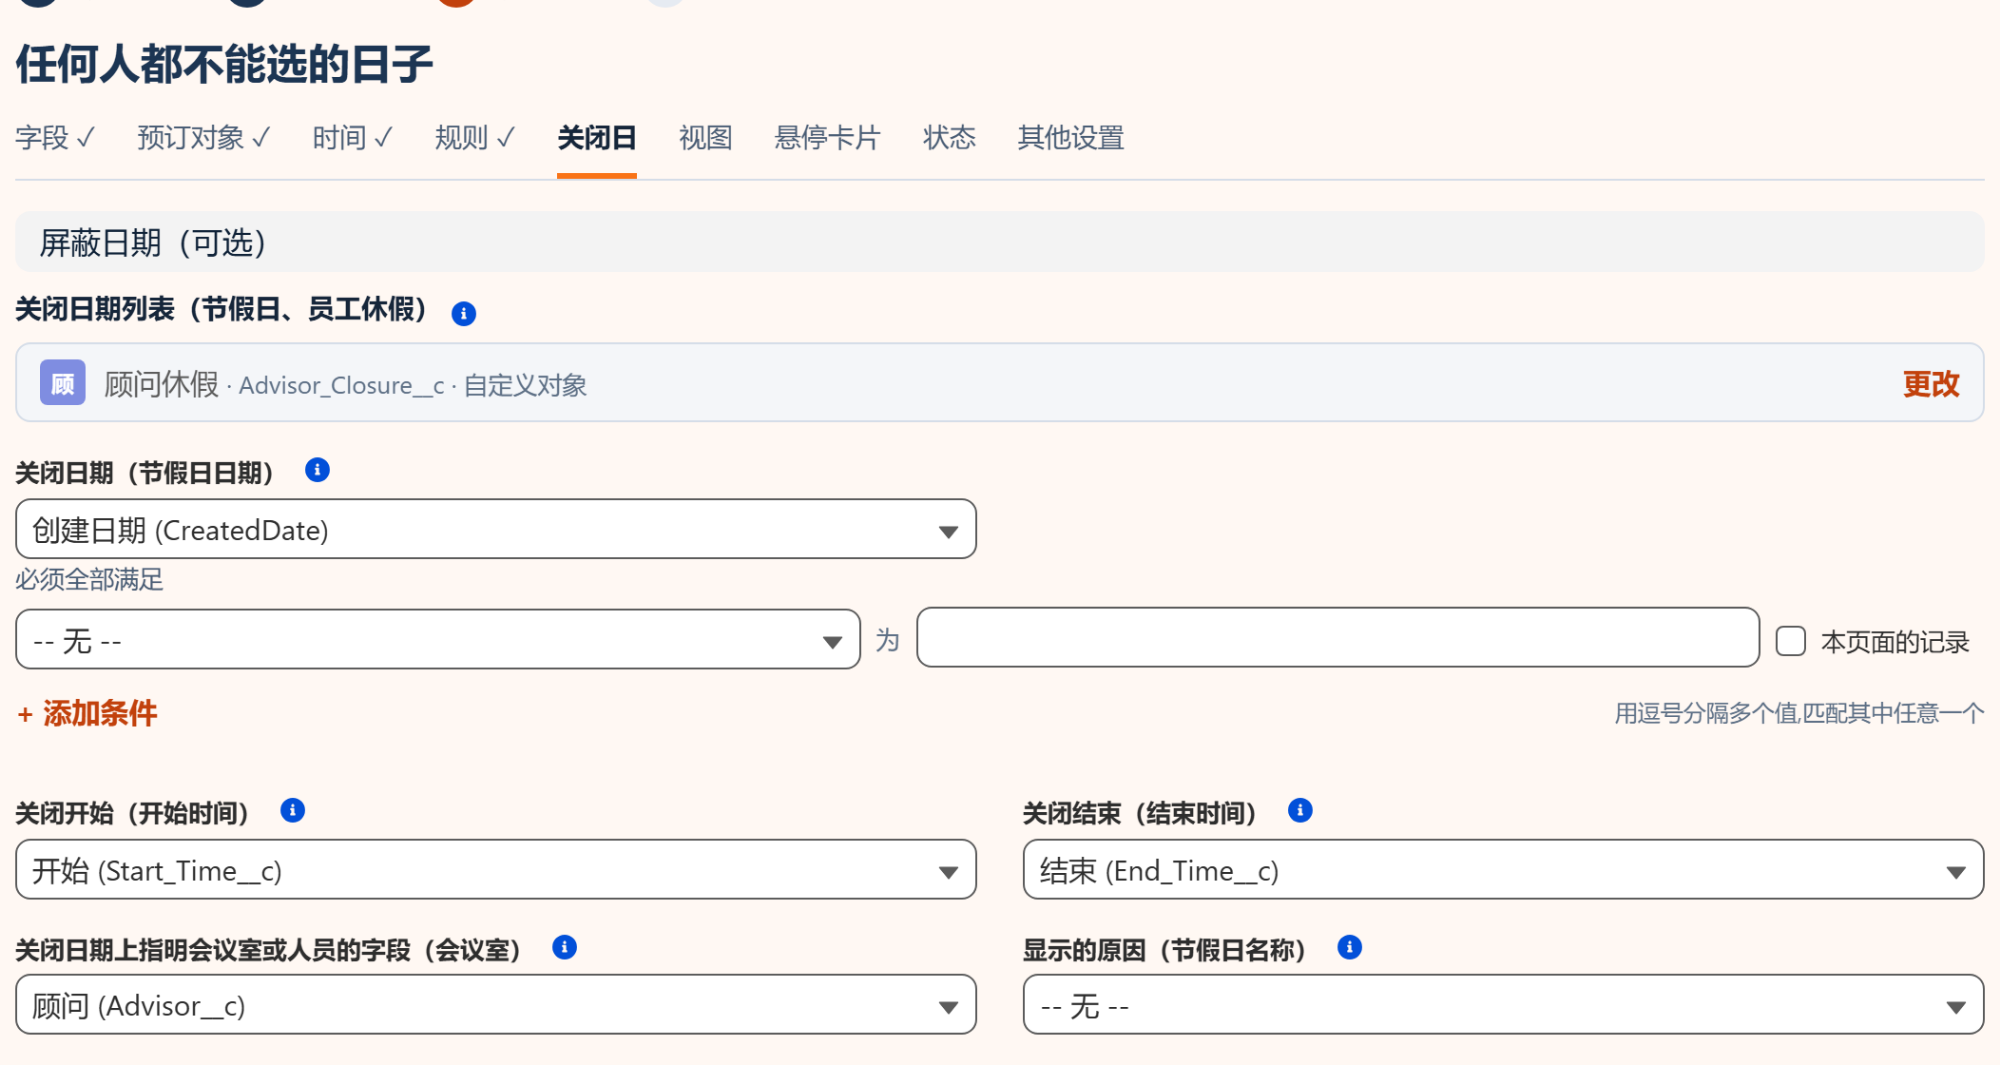 任何人都不能选的日子
字段 ✓ 预订对象 ✓ 时间 ✓ 规则 ✓ 关闭日 视图 悬停卡片 状态 其他设置
屏蔽日期（可选）
关闭日期列表（节假日、员工休假）
顾 顾问休假 · Advisor_Closure__c · 自定义对象 更改
关闭日期（节假日日期）
创建日期 (CreatedDate)
必须全部满足
-- 无 -- 为 本页面的记录
+ 添加条件 用逗号分隔多个值,匹配其中任意一个
关闭开始（开始时间） 关闭结束（结束时间）
开始 (Start_Time__c) 结束 (End_Time__c)
关闭日期上指明会议室或人员的字段（会议室） 显示的原因（节假日名称）
顾问 (Advisor__c) -- 无 --